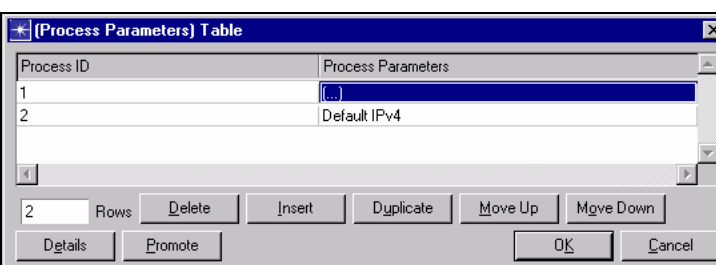 (Process Parameters) Table
Process ID Process Parameters
1 (...)
2 Default IPv4
2 Rows Delete Insert Duplicate Move Up Move Down
Details Promote OK Cancel